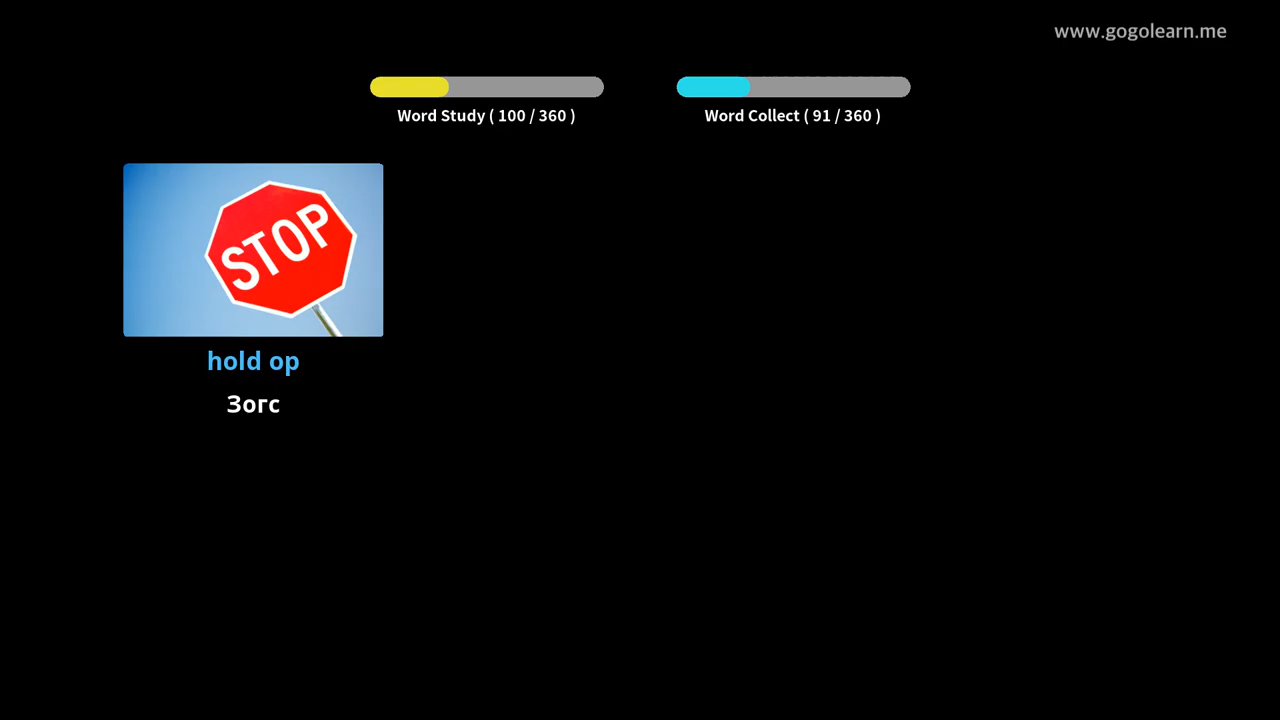 www.gogolearn.me
Word Study ( 100 / 360 )
Word Collect ( 91 / 360 )
STOP
hold op
Зогс